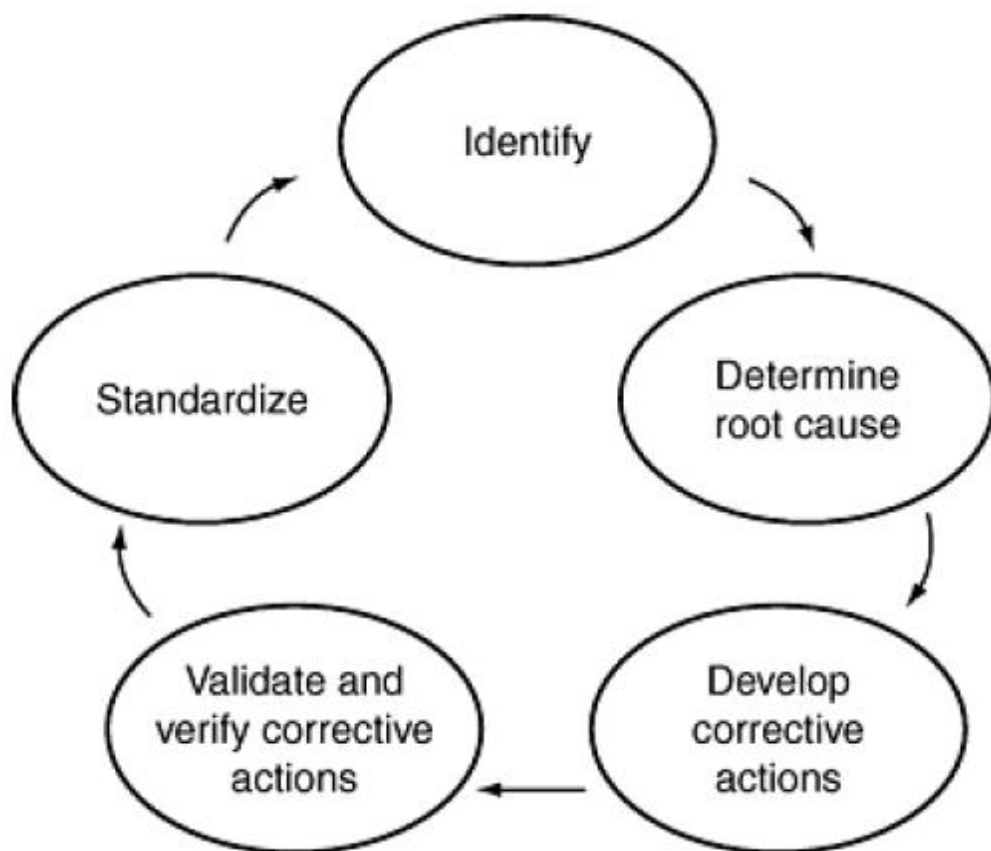 Identify
Determine
root cause
Develop
corrective
actions
Validate and
verify corrective
actions
Standardize